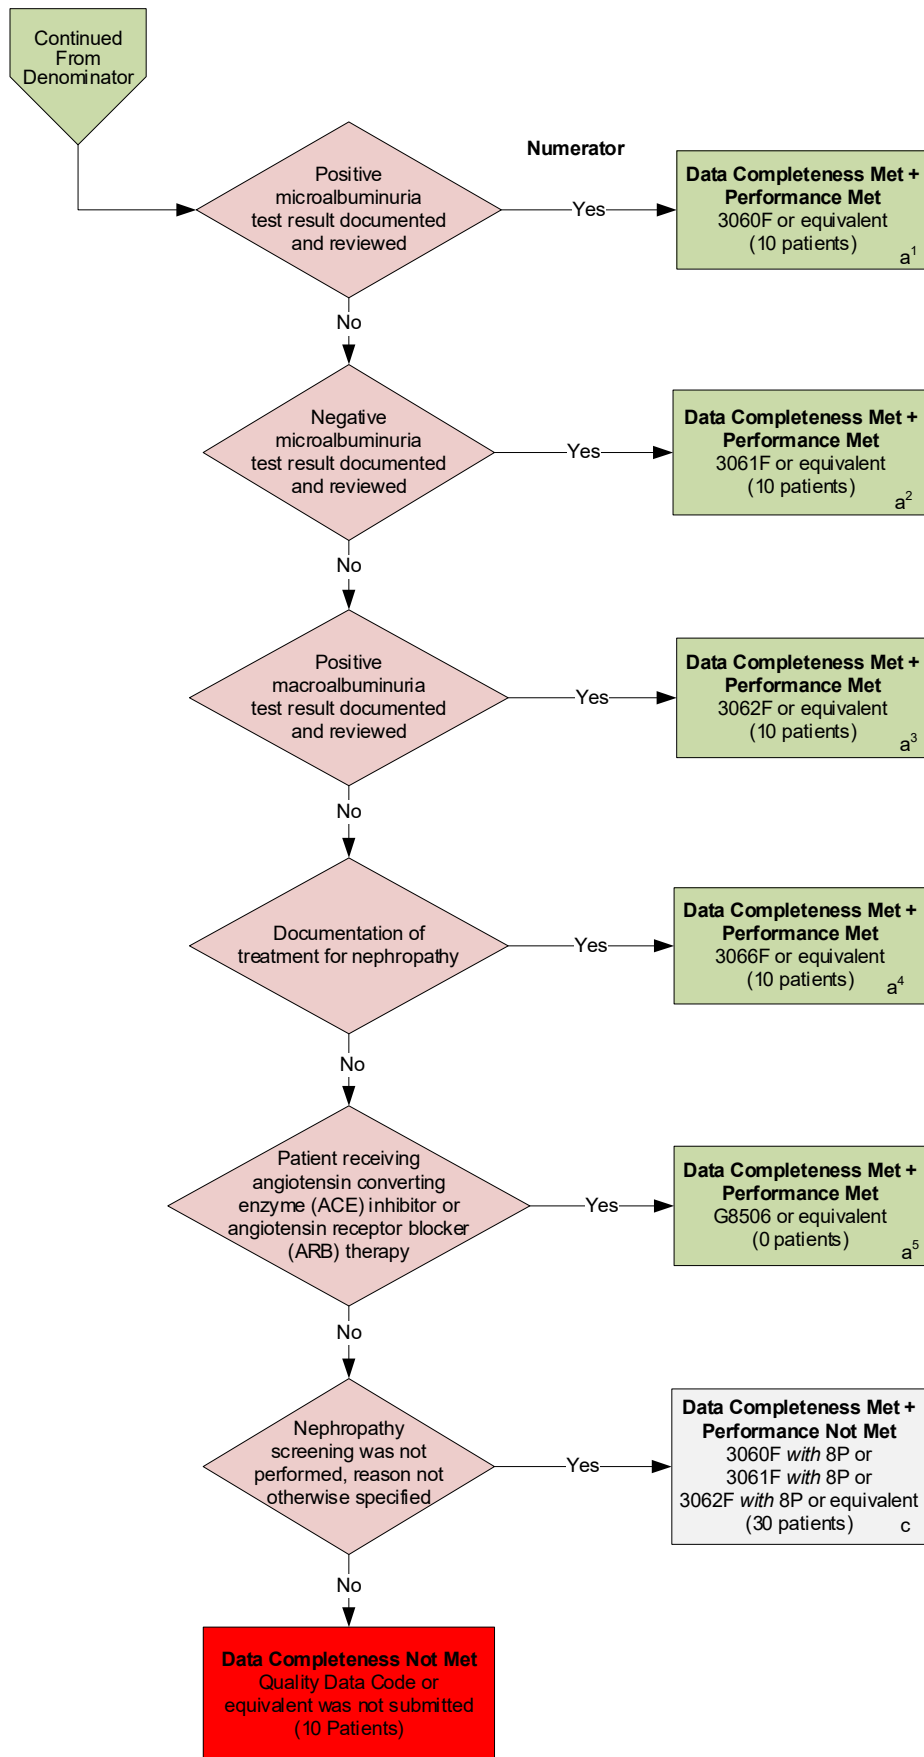 Continued
From
Denominator
Numerator
Positive
microalbuminuria
test result documented
and reviewed
Yes
Data Completeness Met +
Performance Met
3060F or equivalent
(10 patients)
a¹
No
Negative
microalbuminuria
test result documented
and reviewed
Yes
Data Completeness Met +
Performance Met
3061F or equivalent
(10 patients)
a²
No
Positive
macroalbuminuria
test result documented
and reviewed
Yes
Data Completeness Met +
Performance Met
3062F or equivalent
(10 patients)
a³
No
Documentation of
treatment for nephropathy
Yes
Data Completeness Met +
Performance Met
3066F or equivalent
(10 patients)
a⁴
No
Patient receiving
angiotensin converting
enzyme (ACE) inhibitor or
angiotensin receptor blocker
(ARB) therapy
Yes
Data Completeness Met +
Performance Met
G8506 or equivalent
(0 patients)
a⁵
No
Nephropathy
screening was not
performed, reason not
otherwise specified
Yes
Data Completeness Met +
Performance Not Met
3060F with 8P or
3061F with 8P or
3062F with 8P or equivalent
(30 patients)
c
No
Data Completeness Not Met
Quality Data Code or
equivalent was not submitted
(10 Patients)